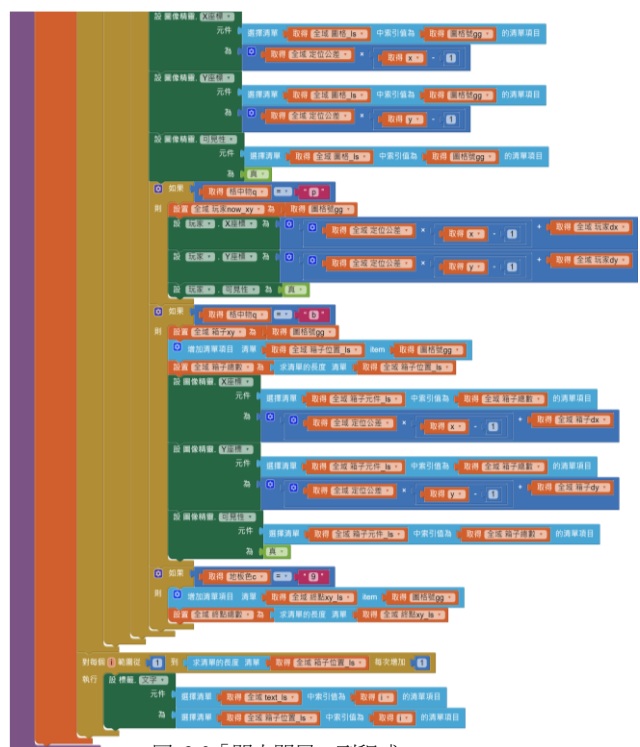 設 圖像精靈. X座標
元件 選擇清單 取得 全域 圖格_ls 中索引值為 取得 圖格號gg 的清單項目
為 取得 全域 定位公差 × 取得 x - 1
設 圖像精靈. Y座標
元件 選擇清單 取得 全域 圖格_ls 中索引值為 取得 圖格號gg 的清單項目
為 取得 全域 定位公差 × 取得 y - 1
設 圖像精靈. 可見性
元件 選擇清單 取得 全域 圖格_ls 中索引值為 取得 圖格號gg 的清單項目
為 真
如果 取得 格中物q = " p "
則 設置 全域 玩家now_xy 為 取得 圖格號gg
設 玩家 . X座標 為 取得 全域 定位公差 × 取得 x - 1 + 取得 全域 玩家dx
設 玩家 . Y座標 為 取得 全域 定位公差 × 取得 y - 1 + 取得 全域 玩家dy
設 玩家 . 可見性 為 真
如果 取得 格中物q = " b "
則 設置 全域 箱子xy 為 取得 圖格號gg
增加清單項目 清單 取得 全域 箱子位置_ls item 取得 圖格號gg
設置 全域 箱子總數 為 求清單的長度 清單 取得 全域 箱子位置_ls
設 圖像精靈. X座標
元件 選擇清單 取得 全域 箱子元件_ls 中索引值為 取得 全域 箱子總數 的清單項目
為 取得 全域 定位公差 × 取得 x - 1 + 取得 全域 箱子dx
設 圖像精靈. Y座標
元件 選擇清單 取得 全域 箱子元件_ls 中索引值為 取得 全域 箱子總數 的清單項目
為 取得 全域 定位公差 × 取得 y - 1 + 取得 全域 箱子dy
設 圖像精靈. 可見性
元件 選擇清單 取得 全域 箱子元件_ls 中索引值為 取得 全域 箱子總數 的清單項目
為 真
如果 取得 地板色c = " 9 "
則 增加清單項目 清單 取得 全域 終點xy_ls item 取得 圖格號gg
設置 全域 終點總數 為 求清單的長度 清單 取得 全域 終點xy_ls
對每個 i 範圍從 1 到 求清單的長度 清單 取得 全域 箱子位置_ls 每次增加 1
執行 設 標籤. 文字
元件 選擇清單 取得 全域 text_ls 中索引值為 取得 i 的清單項目
為 選擇清單 取得 全域 箱子位置_ls 中索引值為 取得 i 的清單項目